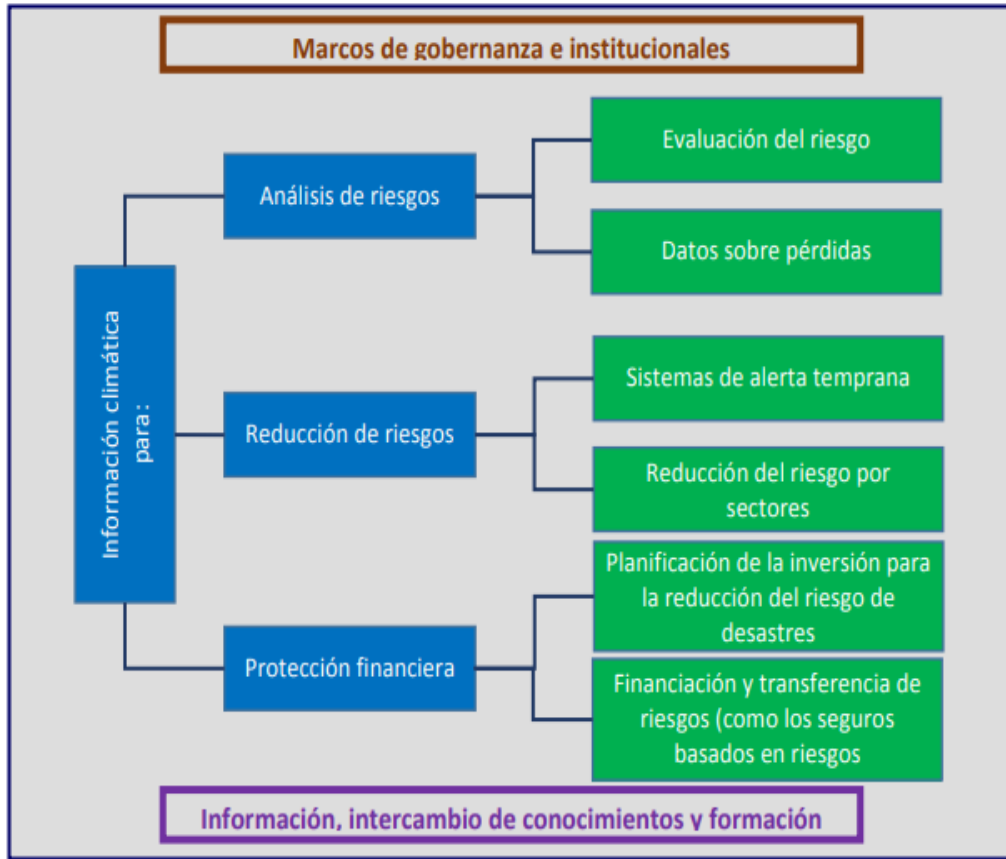 Marcos de gobernanza e institucionales
Información climática
para:
Análisis de riesgos
Evaluación del riesgo
Datos sobre pérdidas
Reducción de riesgos
Sistemas de alerta temprana
Reducción del riesgo por
sectores
Protección financiera
Planificación de la inversión para
la reducción del riesgo de
desastres
Financiación y transferencia de
riesgos (como los seguros
basados en riesgos
Información, intercambio de conocimientos y formación